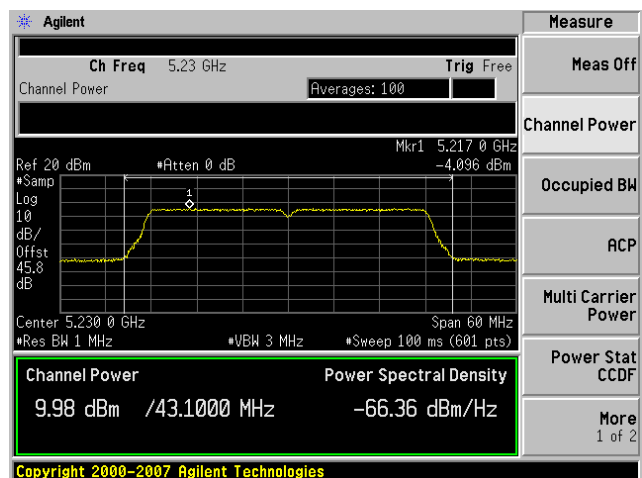 Agilent
Measure
Ch Freq 5.23 GHz Trig Free
Channel Power Averages: 100
Mkr1 5.217 0 GHz
Ref 20 dBm #Atten 0 dB -4.096 dBm
#Samp
Log
10
dB/
Offst
45.8
dB
1
Center 5.230 0 GHz Span 60 MHz
#Res BW 1 MHz #VBW 3 MHz #Sweep 100 ms (601 pts)
Channel Power Power Spectral Density
9.98 dBm /43.1000 MHz -66.36 dBm/Hz
Meas Off
Channel Power
Occupied BW
ACP
Multi Carrier
Power
Power Stat
CCDF
More
1 of 2
Copyright 2000-2007 Agilent Technologies